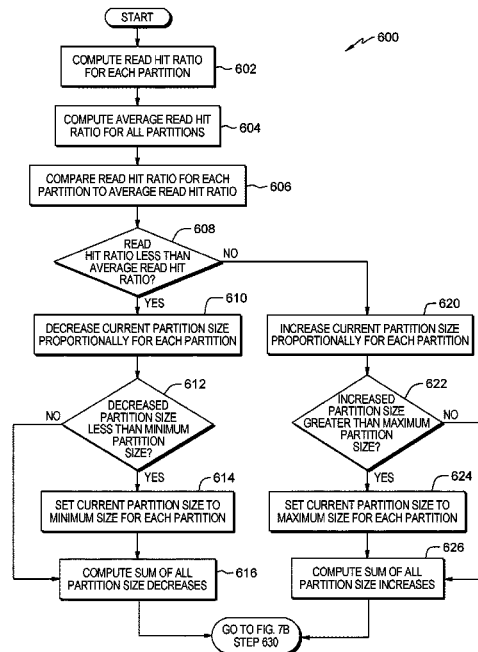 START
600
COMPUTE READ HIT RATIO
FOR EACH PARTITION
602
COMPUTE AVERAGE READ HIT
RATIO FOR ALL PARTITIONS
604
COMPARE READ HIT RATIO FOR EACH
PARTITION TO AVERAGE READ HIT RATIO
606
608
READ
HIT RATIO LESS THAN
AVERAGE READ HIT
RATIO?
NO
YES
610
DECREASE CURRENT PARTITION SIZE
PROPORTIONALLY FOR EACH PARTITION
620
INCREASE CURRENT PARTITION SIZE
PROPORTIONALLY FOR EACH PARTITION
612
NO
DECREASED
PARTITION SIZE
LESS THAN MINIMUM
PARTITION
SIZE?
YES
622
INCREASED
PARTITION SIZE
GREATER THAN MAXIMUM
PARTITION
SIZE?
NO
YES
614
SET CURRENT PARTITION SIZE TO
MINIMUM SIZE FOR EACH PARTITION
624
SET CURRENT PARTITION SIZE TO
MAXIMUM SIZE FOR EACH PARTITION
COMPUTE SUM OF ALL
PARTITION SIZE DECREASES
616
626
COMPUTE SUM OF ALL
PARTITION SIZE INCREASES
GO TO FIG. 7B
STEP 630